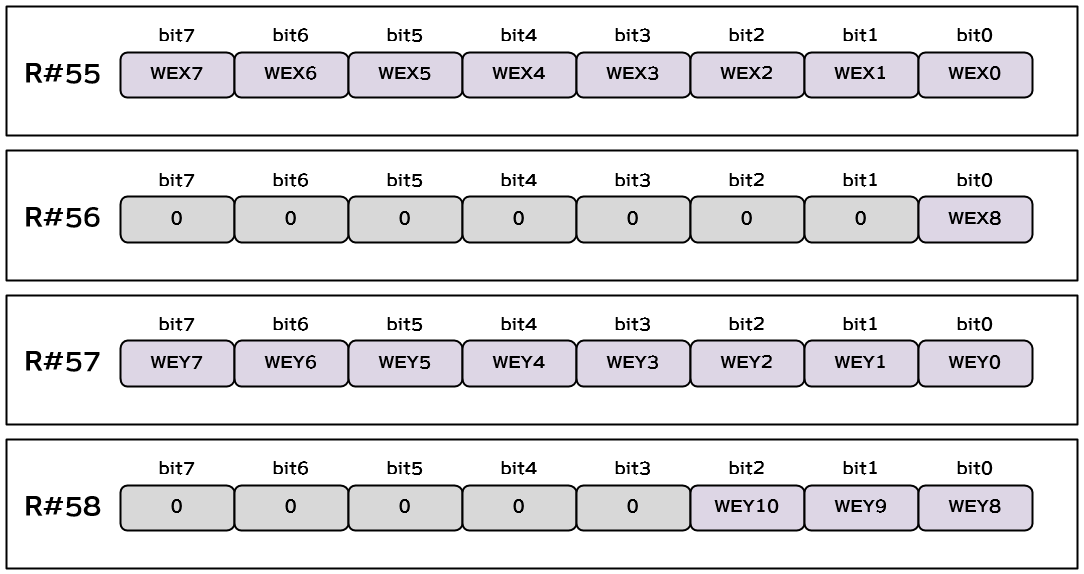 bit7 bit6 bit5 bit4 bit3 bit2 bit1 bit0
R#55 WEX7 WEX6 WEX5 WEX4 WEX3 WEX2 WEX1 WEX0
bit7 bit6 bit5 bit4 bit3 bit2 bit1 bit0
R#56 0 0 0 0 0 0 0 WEX8
bit7 bit6 bit5 bit4 bit3 bit2 bit1 bit0
R#57 WEY7 WEY6 WEY5 WEY4 WEY3 WEY2 WEY1 WEY0
bit7 bit6 bit5 bit4 bit3 bit2 bit1 bit0
R#58 0 0 0 0 0 WEY10 WEY9 WEY8